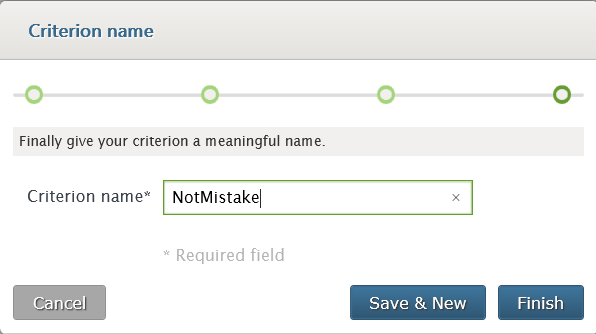 Criterion name
Finally give your criterion a meaningful name.
Criterion name* NotMistake ×
* Required field
Cancel Save & New Finish